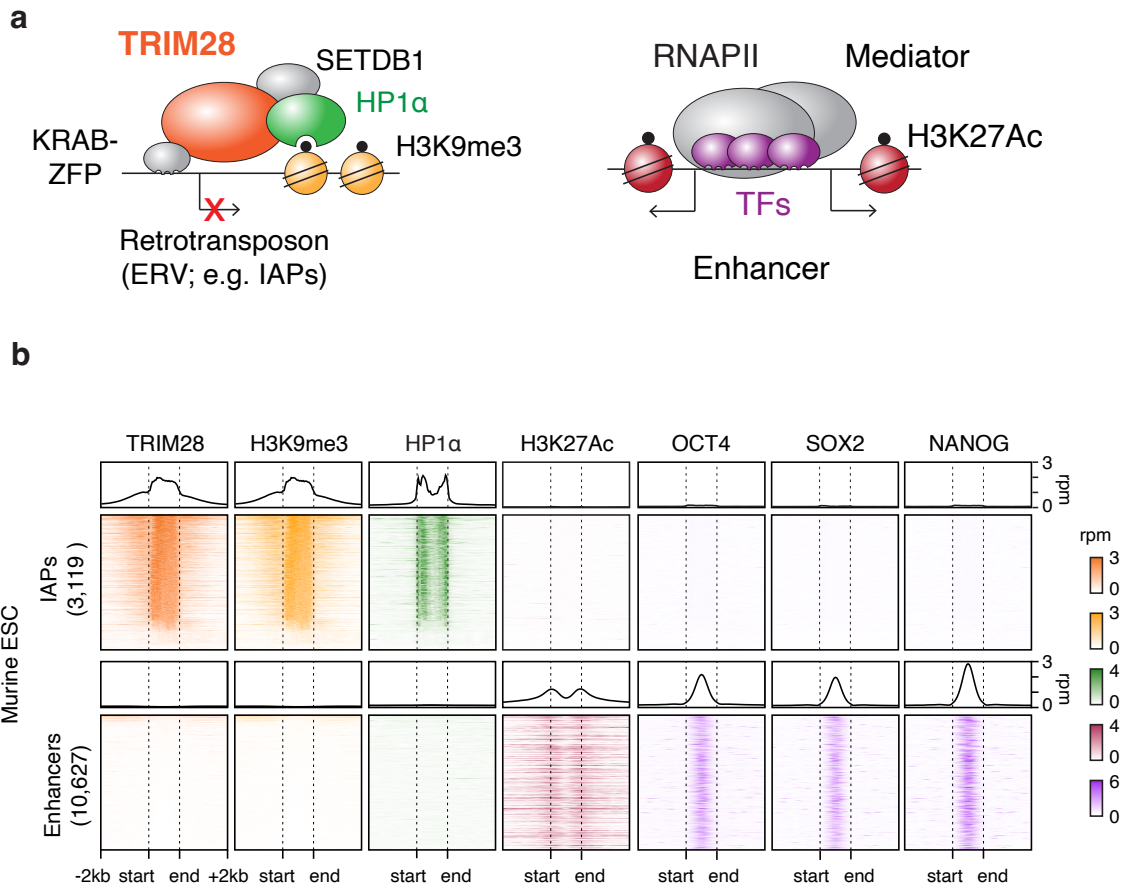 a
TRIM28
SETDB1
HP1α
KRAB-
ZFP
H3K9me3
X
Retrotransposon
(ERV; e.g. IAPs)
RNAPII
Mediator
H3K27Ac
TFs
Enhancer
b
TRIM28 H3K9me3 HP1α H3K27Ac OCT4 SOX2 NANOG
3
0
rpm
Murine ESC
IAPs
(3,119 )
3
0
rpm
Enhancers
(10,627)
rpm
3
0
3
0
4
0
4
0
6
0
-2kb start end +2kb start end start end start end start end start end start end